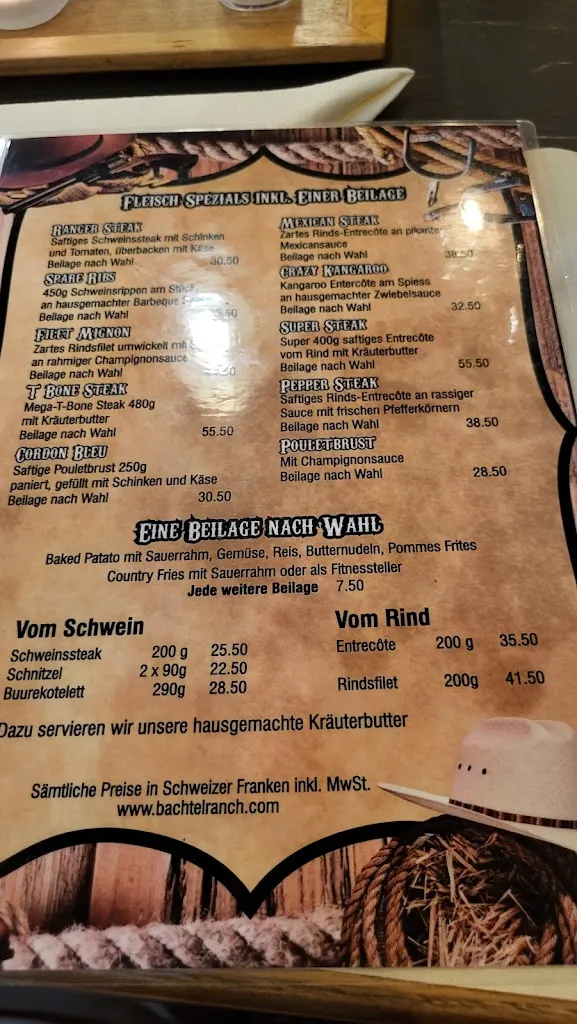 FLEISCH SPEZIALS INKL. EINER BEILAGE
RANGER STEAK
Saftiges Schweinssteak mit Schinken
und Tomaten, überbacken mit Käse
Beilage nach Wahl 30.50
SPARE RIBS
450g Schweinsrippen am Stück
an hausgemachter Barbeque
FILET MIGNON
Zartes Rindsfilet umwickelt mit
an rahmiger Champignonsauce
Beilage nach Wahl
T BONE STEAK
Mega-T-Bone Steak 480g
mit Kräuterbutter
Beilage nach Wahl 55.50
CORDON BLEU
Saftige Pouletbrust 250g
paniert, gefüllt mit Schinken und Käse
Beilage nach Wahl 30.50
MEXICAN STEAK
Zartes Rinds-Entrecôte an pikanter
Mexicansauce
Beilage nach Wahl 38.50
CRAZY KANGAROO
Kangaroo Entercôte am Spiess
an hausgemachter Zwiebelsauce
Beilage nach Wahl 32.50
SUPER STEAK
Super 400g saftiges Entrecôte
vom Rind mit Kräuterbutter
Beilage nach Wahl 55.50
PEPPER STEAK
Saftiges Rinds-Entrecôte an rassiger
Sauce mit frischen Pfefferkörnern
Beilage nach Wahl 38.50
POULETBRUST
Mit Champignonsauce
Beilage nach Wahl 28.50
EINE BEILAGE NACH WAHL
Baked Patato mit Sauerrahm, Gemüse, Reis, Butternudeln, Pommes Frites
Country Fries mit Sauerrahm oder als Fitnessteller
Jede weitere Beilage 7.50
Vom Schwein
Schweinssteak 200 g 25.50
Schnitzel 2 x 90g 22.50
Buurekotelett 290g 28.50
Vom Rind
Entrecôte 200 g 35.50
Rindsfilet 200g 41.50
Dazu servieren wir unsere hausgemachte Kräuterbutter
Sämtliche Preise in Schweizer Franken inkl. MwSt.
www.bachtelranch.com